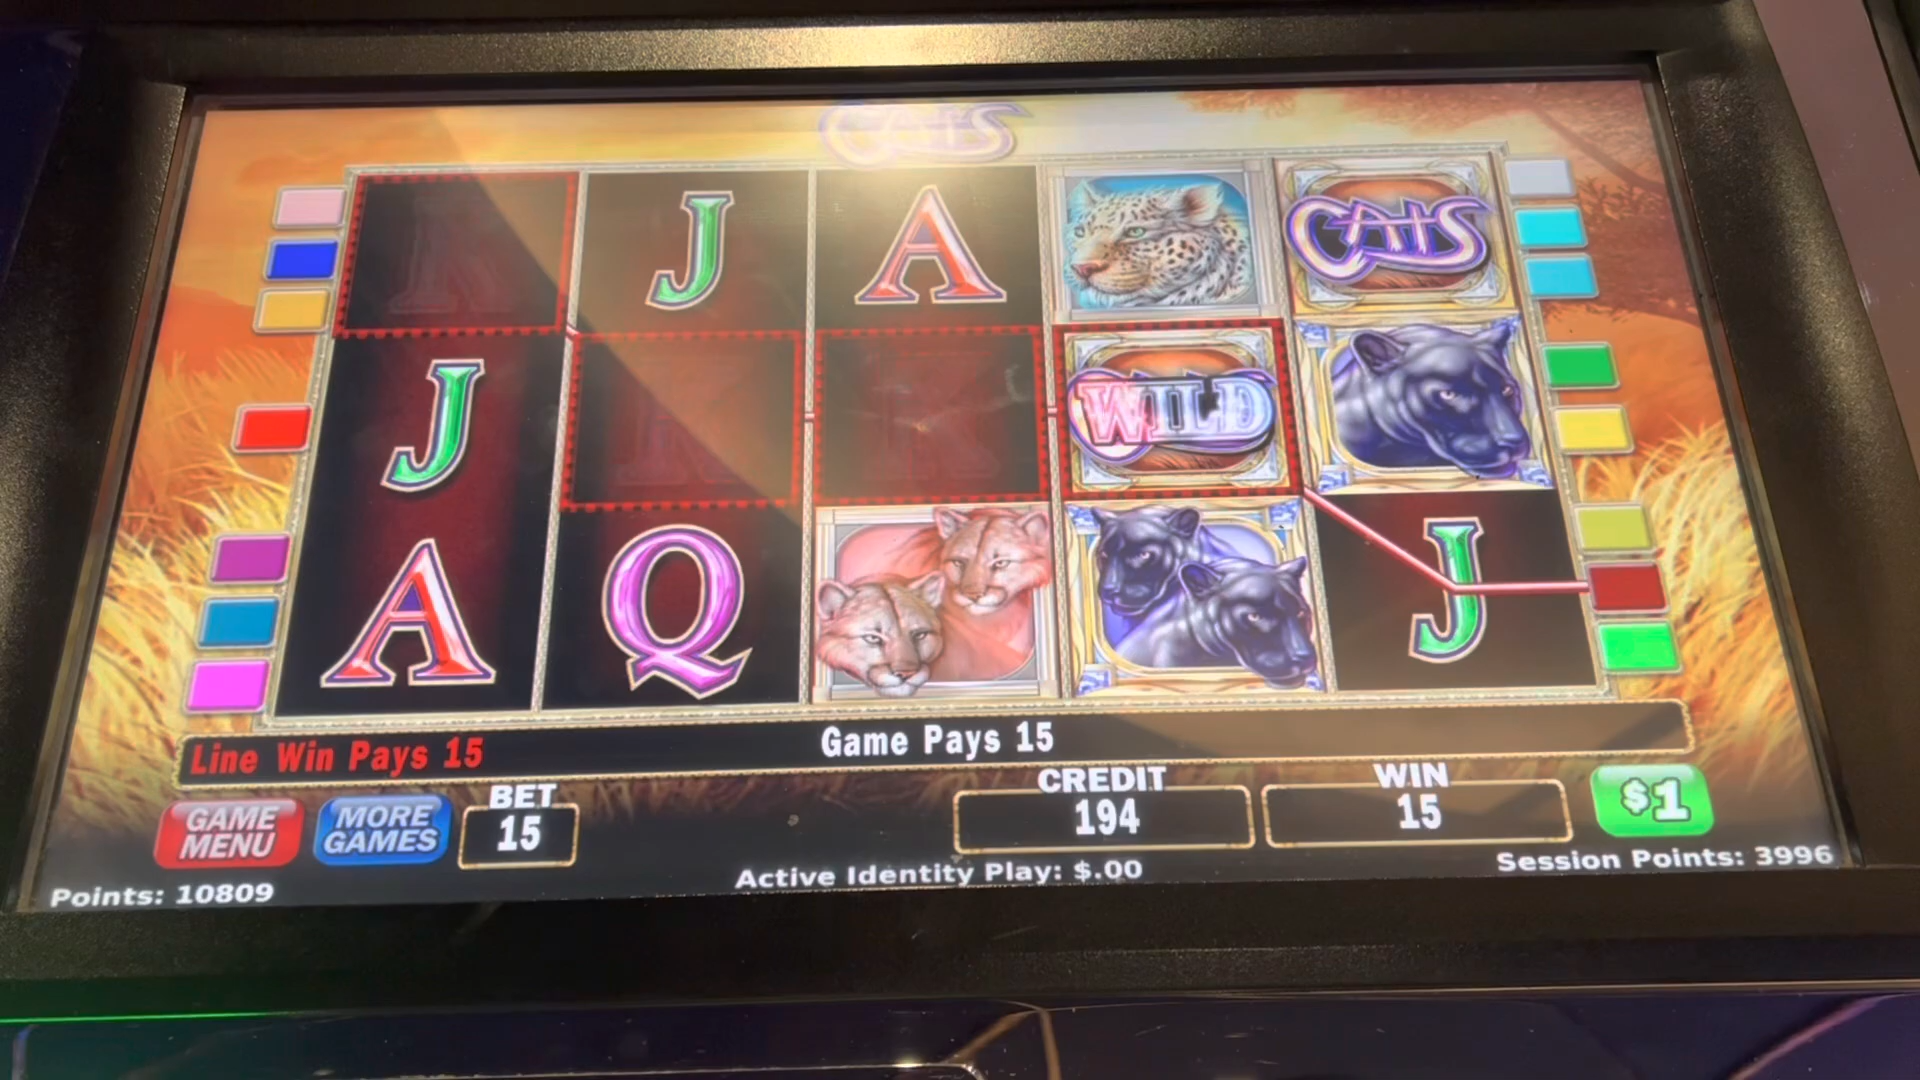 CATS
K J A CATS
J K K WILD
A Q J
Line Win Pays 15 Game Pays 15
GAME MENU
MORE GAMES
BET
15
CREDIT
194
WIN
15
$1
Points: 10809
Active Identity Play: $.00
Session Points: 3996